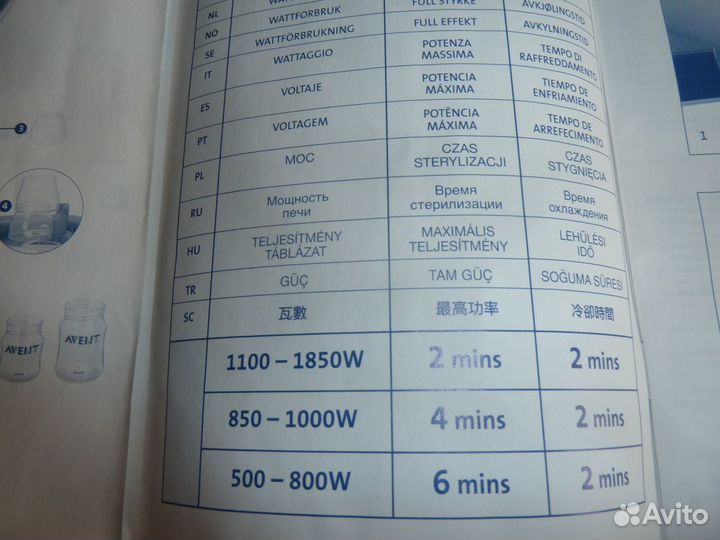 WATTFORBRUK
FULL STYRKE
AVKJØLINGSTID
NL
NO WATTFÖRBRUKNING FULL EFFEKT AVKYLNINGSTID
SE
WATTAGGIO POTENZA
MASSIMA
TEMPO DI
RAFFREDDAMENTO
IT
VOLTAJE POTENCIA
MÁXIMA
TIEMPO DE
ENFRIAMIENTO
ES
VOLTAGEM POTÊNCIA
MÁXIMA
TEMPO DE
ARREFECIMENTO
PT
MOC CZAS
STERYLIZACJI
CZAS
STYGNIĘCIA
PL
Мощность
печи
Время
стерилизации
Время
охлаждения
RU
TELJESÍTMÉNY
TÁBLÁZAT
MAXIMÁLIS
TELJESÍTMÉNY
LEHŰLÉSI
IDŐ
HU
GÜÇ TAM GÜÇ SOĞUMA SÜRESİ
TR
瓦數 最高功率 冷卻時間
SC
1100 – 1850W 2 mins 2 mins
850 – 1000W 4 mins 2 mins
500 – 800W 6 mins 2 mins
3
4
AVENT
AVENT
1
Avito